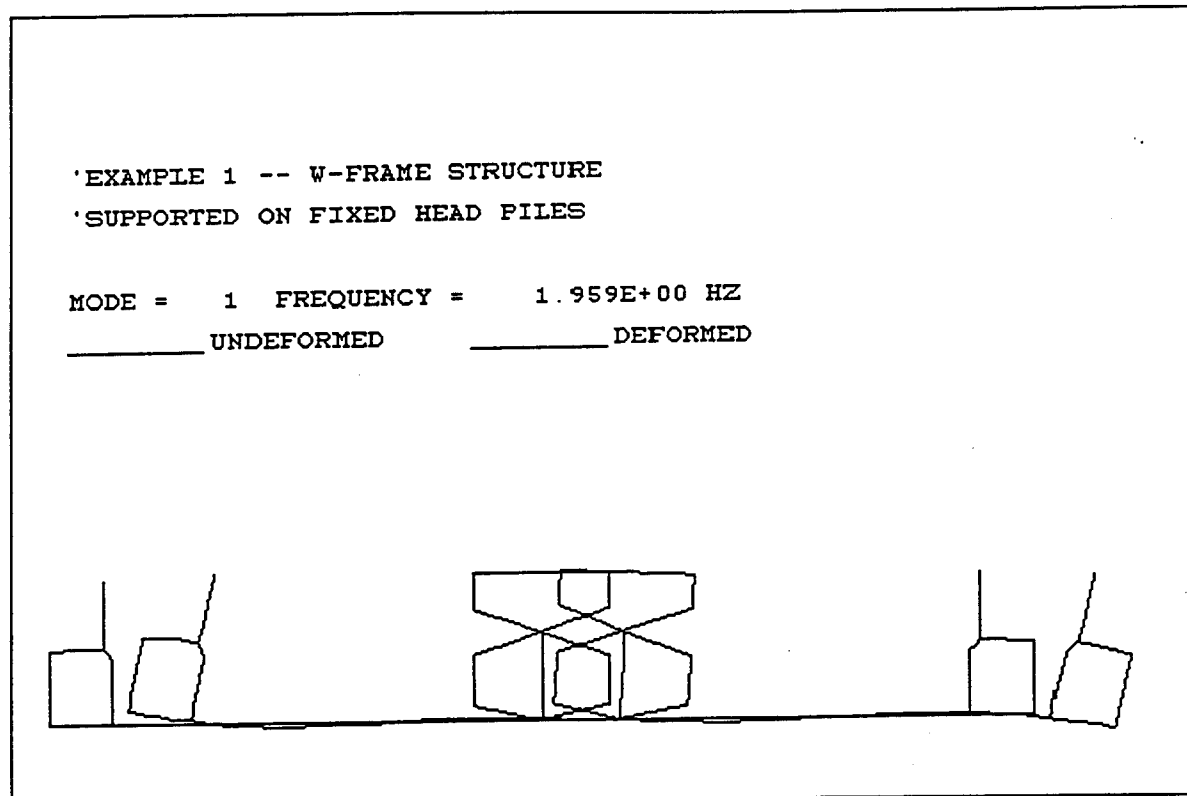 'EXAMPLE 1 -- W-FRAME STRUCTURE
'SUPPORTED ON FIXED HEAD PILES
MODE = 1 FREQUENCY = 1.959E+00 HZ
________ UNDEFORMED ________ DEFORMED